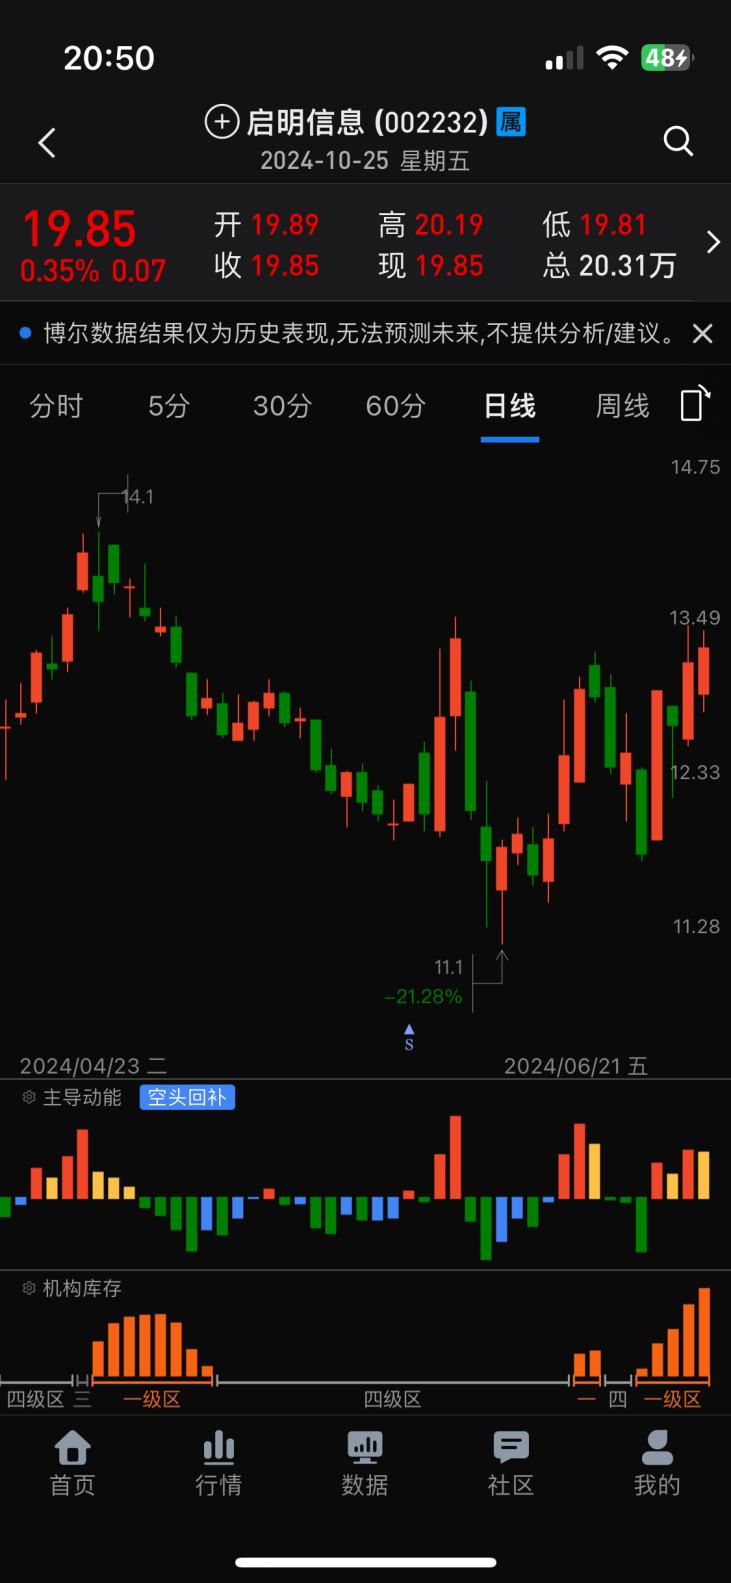 20:50
48
启明信息 (002232) 属
2024-10-25 星期五
19.85
0.35% 0.07
开 19.89 高 20.19 低 19.81
收 19.85 现 19.85 总 20.31万
博尔数据结果仅为历史表现,无法预测未来,不提供分析/建议。
分时 5分 30分 60分 日线 周线
14.75
14.1
13.49
12.33
11.28
11.1
-21.28%
S
2024/04/23 二 2024/06/21 五
主导动能 空头回补
机构库存
四级区 三 一级区 四级区 一 四 一级区
首页 行情 数据 社区 我的